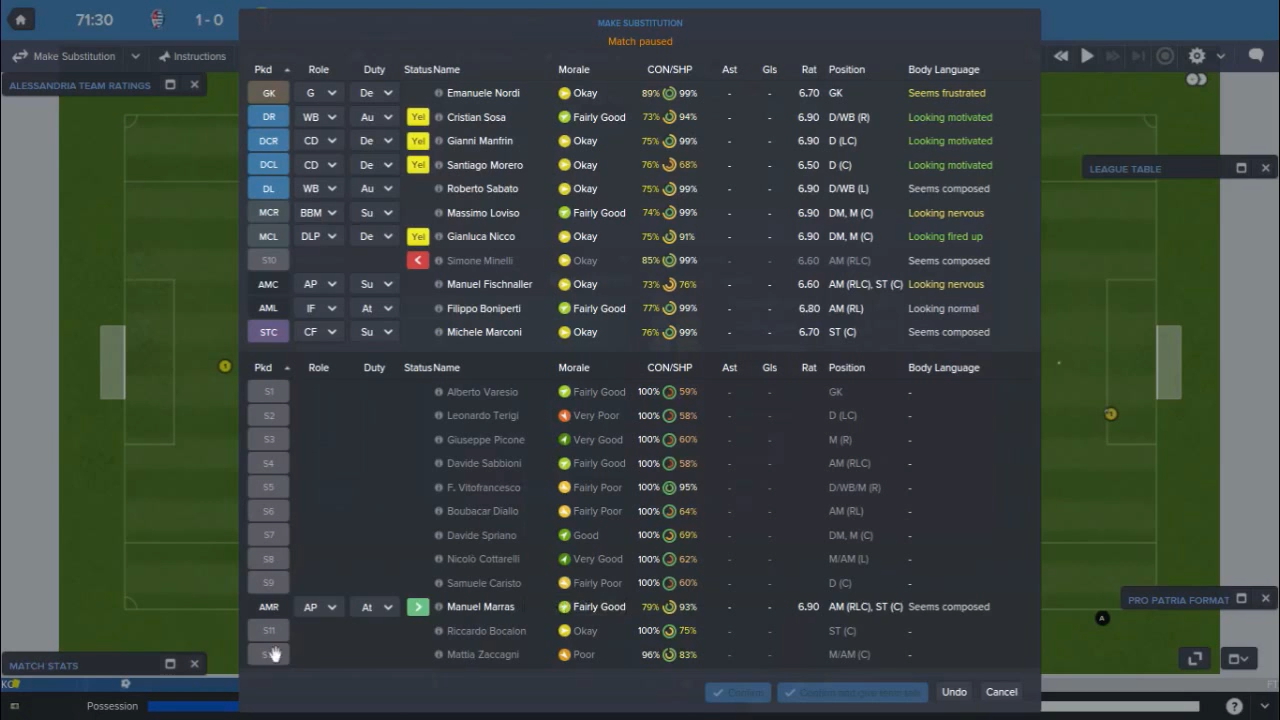 71:30 1 - 0
MAKE SUBSTITUTION
Match paused
Make Substitution Instructions
ALESSANDRIA TEAM RATINGS
LEAGUE TABLE
Pkd Role Duty Status Name Morale CON/SHP Ast Gls Rat Position Body Language
GK G De Emanuele Nordi Okay 89% 99% - - 6.70 GK Seems frustrated
DR WB Au Yel Cristian Sosa Fairly Good 73% 94% - - 6.90 D/WB (R) Looking motivated
DCR CD De Yel Gianni Manfrin Okay 75% 99% - - 6.90 D (LC) Looking motivated
DCL CD De Yel Santiago Morero Okay 76% 68% - - 6.50 D (C) Looking motivated
DL WB Au Roberto Sabato Okay 75% 99% - - 6.90 D/WB (L) Seems composed
MCR BBM Su Massimo Loviso Fairly Good 74% 99% - - 6.90 DM, M (C) Looking nervous
MCL DLP De Yel Gianluca Nicco Okay 75% 91% - - 6.90 DM, M (C) Looking fired up
S10 Simone Minelli Okay 85% 99% - - 6.60 AM (RLC) Seems composed
AMC AP Su Manuel Fischnaller Okay 73% 76% - - 6.60 AM (RLC), ST (C) Looking nervous
AML IF At Filippo Boniperti Fairly Good 77% 99% - - 6.80 AM (RL) Looking normal
STC CF Su Michele Marconi Okay 76% 99% - - 6.70 ST (C) Seems composed
Pkd Role Duty Status Name Morale CON/SHP Ast Gls Rat Position Body Language
S1 Alberto Varesio Fairly Good 100% 59% - - GK -
S2 Leonardo Terigi Very Poor 100% 58% - - D (LC) -
S3 Giuseppe Picone Very Good 100% 60% - - M (R) -
S4 Davide Sabbioni Fairly Good 100% 58% - - AM (RLC) -
S5 F. Vitofrancesco Fairly Poor 100% 95% - - D/WB/M (R) -
S6 Boubacar Diallo Fairly Poor 100% 64% - - AM (RL) -
S7 Davide Spriano Good 100% 69% - - DM, M (C) -
S8 Nicolò Cottarelli Very Good 100% 62% - - M/AM (L) -
S9 Samuele Caristo Fairly Poor 100% 60% - - D (C) -
AMR AP At Manuel Marras Fairly Good 79% 93% - - 6.90 AM (RLC), ST (C) Seems composed
S11 Riccardo Bocalon Okay 100% 75% - - ST (C) -
Mattia Zaccagni Poor 96% 83% - - M/AM (C) -
PRO PATRIA FORMAT
MATCH STATS
Confirm Undo Cancel
Possession